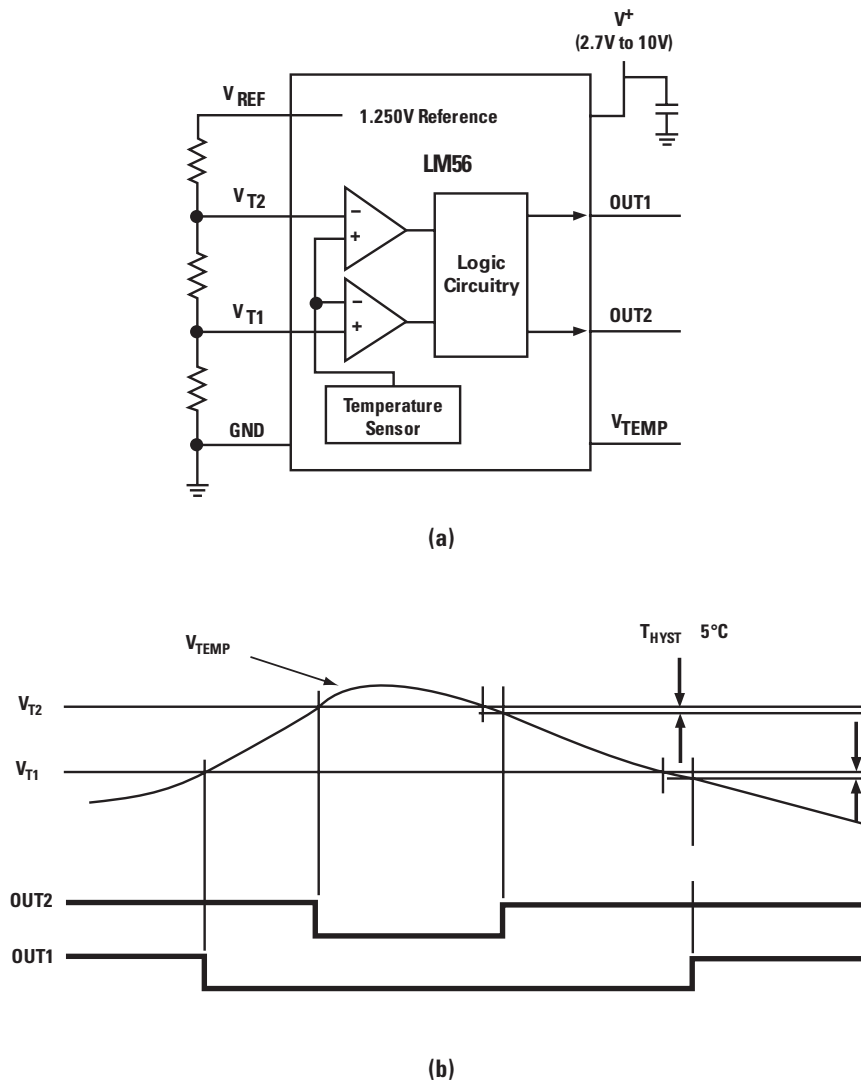 V+
(2.7V to 10V)
VREF
1.250V Reference
LM56
VT2
−
+
OUT1
Logic
Circuitry
VT1
−
+
OUT2
Temperature
Sensor
GND
VTEMP
(a)
THYST 5°C
VTEMP
VT2
VT1
OUT2
OUT1
(b)